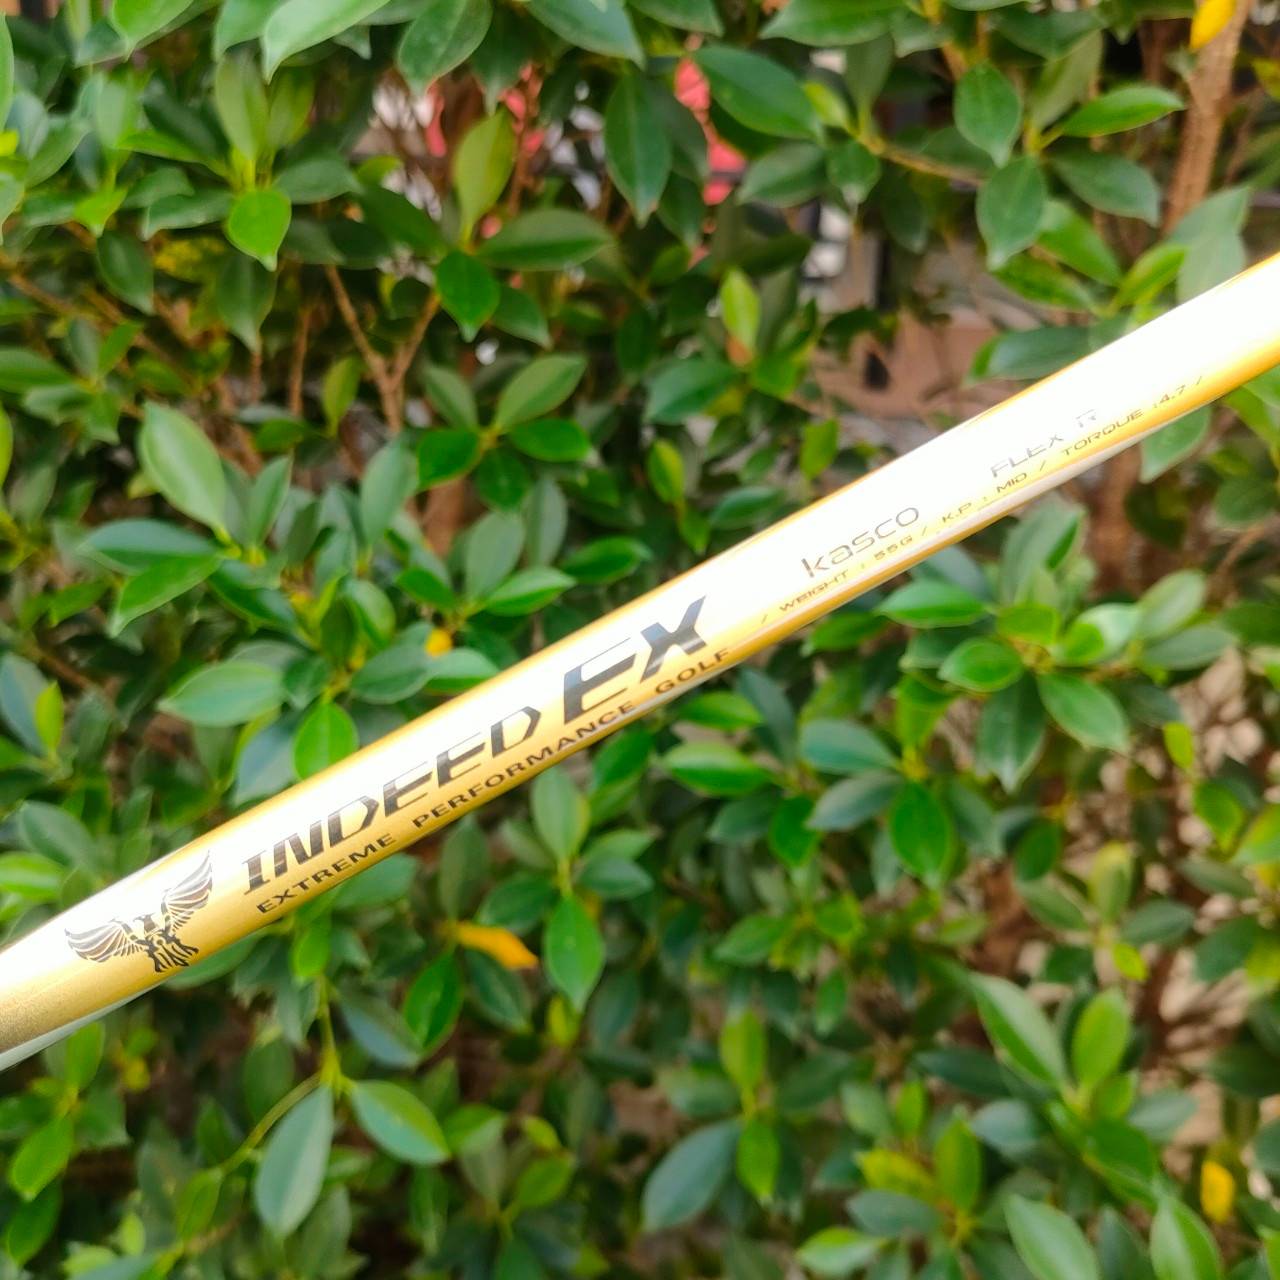 INDEED EX
EXTREME PERFORMANCE GOLF
kasco
FLEX R
/ WEIGHT : 55G / K.P : MID / TORQUE : 4.7 /